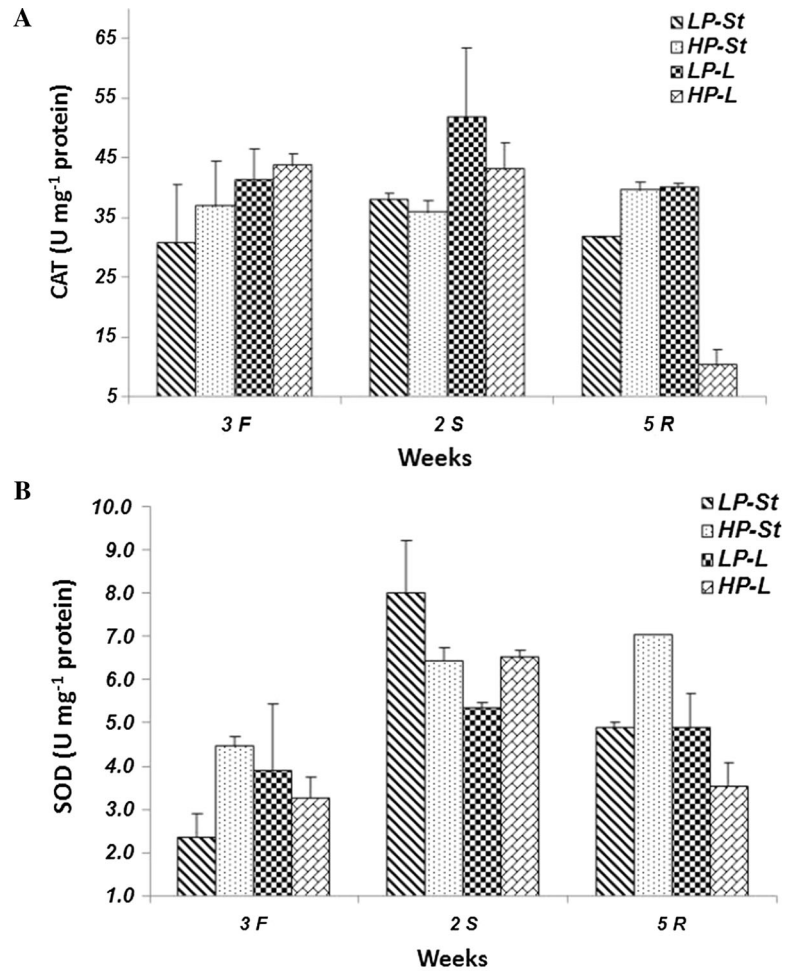 A
CAT (U mg⁻¹ protein)
65
55
45
35
25
15
5
LP-St
HP-St
LP-L
HP-L
3 F
2 S
5 R
Weeks
B
SOD (U mg⁻¹ protein)
10.0
9.0
8.0
7.0
6.0
5.0
4.0
3.0
2.0
1.0
LP-St
HP-St
LP-L
HP-L
3 F
2 S
5 R
Weeks